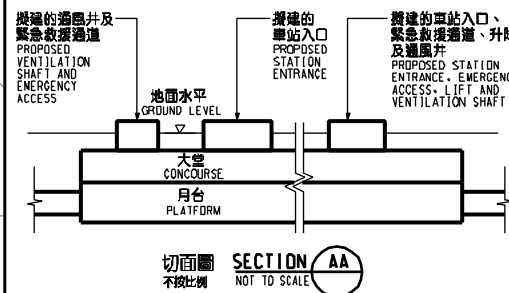 擬建的通風井及
緊急救援通道
PROPOSED
VENTILATION
SHAFT AND
EMERGENCY
ACCESS
擬建的
車站入口
PROPOSED
STATION
ENTRANCE
擬建的車站入口、
緊急救援通道、升降
及通風井
PROPOSED STATION
ENTRANCE, EMERGENC
ACCESS, LIFT AND
VENTILATION SHAFT
地面水平
GROUND LEVEL
大堂
CONCOURSE
月台
PLATFORM
切面圖 SECTION AA
不按比例 NOT TO SCALE